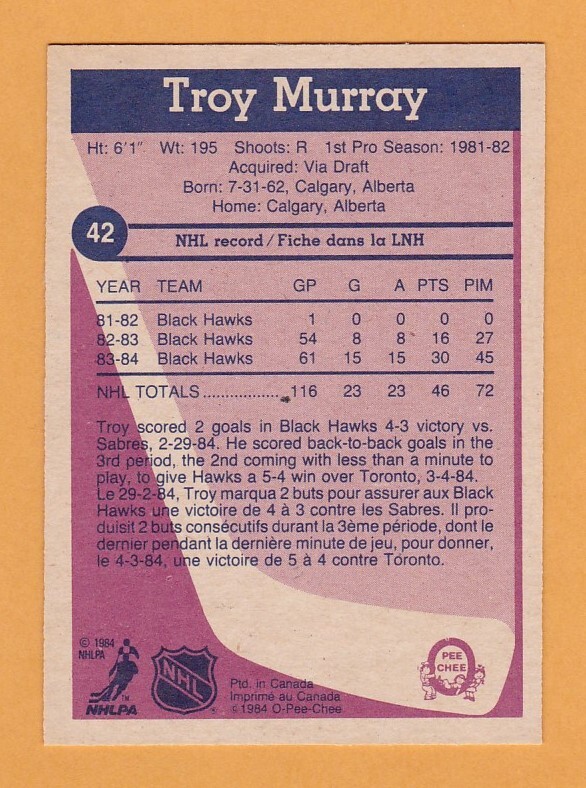 Troy Murray
Ht: 6'1" Wt: 195 Shoots: R 1st Pro Season: 1981-82
Acquired: Via Draft
Born: 7-31-62, Calgary, Alberta
Home: Calgary, Alberta
42 NHL record/Fiche dans la LNH
YEAR TEAM GP G A PTS PIM
81-82 Black Hawks 1 0 0 0 0
82-83 Black Hawks 54 8 8 16 27
83-84 Black Hawks 61 15 15 30 45
NHL TOTALS................. 116 23 23 46 72
Troy scored 2 goals in Black Hawks 4-3 victory vs.
Sabres, 2-29-84. He scored back-to-back goals in the
3rd period, the 2nd coming with less than a minute to
play, to give Hawks a 5-4 win over Toronto, 3-4-84.
Le 29-2-84, Troy marqua 2 buts pour assurer aux Black
Hawks une victoire de 4 à 3 contre les Sabres. Il pro-
duisit 2 buts consécutifs durant la 3ème période, dont le
dernier pendant la dernière minute de jeu, pour donner,
le 4-3-84, une victoire de 5 à 4 contre Toronto.
© 1984
NHLPA
NHLPA
TM
NHL
Ptd. in Canada
Imprimé au Canada
© 1984 O-Pee-Chee
O
PEE
CHEE